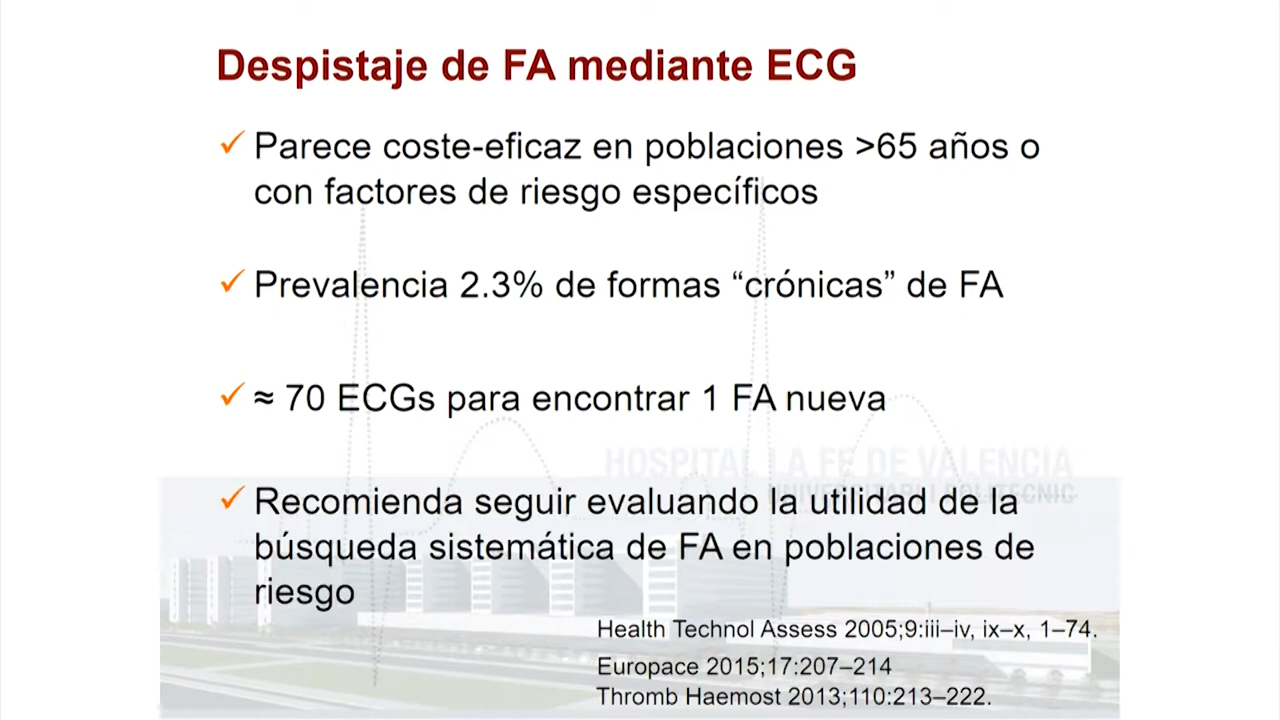 Despistaje de FA mediante ECG
✓ Parece coste-eficaz en poblaciones >65 años o
con factores de riesgo específicos
✓ Prevalencia 2.3% de formas “crónicas” de FA
✓ ≈ 70 ECGs para encontrar 1 FA nueva
HOSPITAL LA FE DE VALENCIA
UNIVERSITARI I POLITECNIC
✓ Recomienda seguir evaluando la utilidad de la
búsqueda sistemática de FA en poblaciones de
riesgo
Health Technol Assess 2005;9:iii–iv, ix–x, 1–74.
Europace 2015;17:207–214
Thromb Haemost 2013;110:213–222.